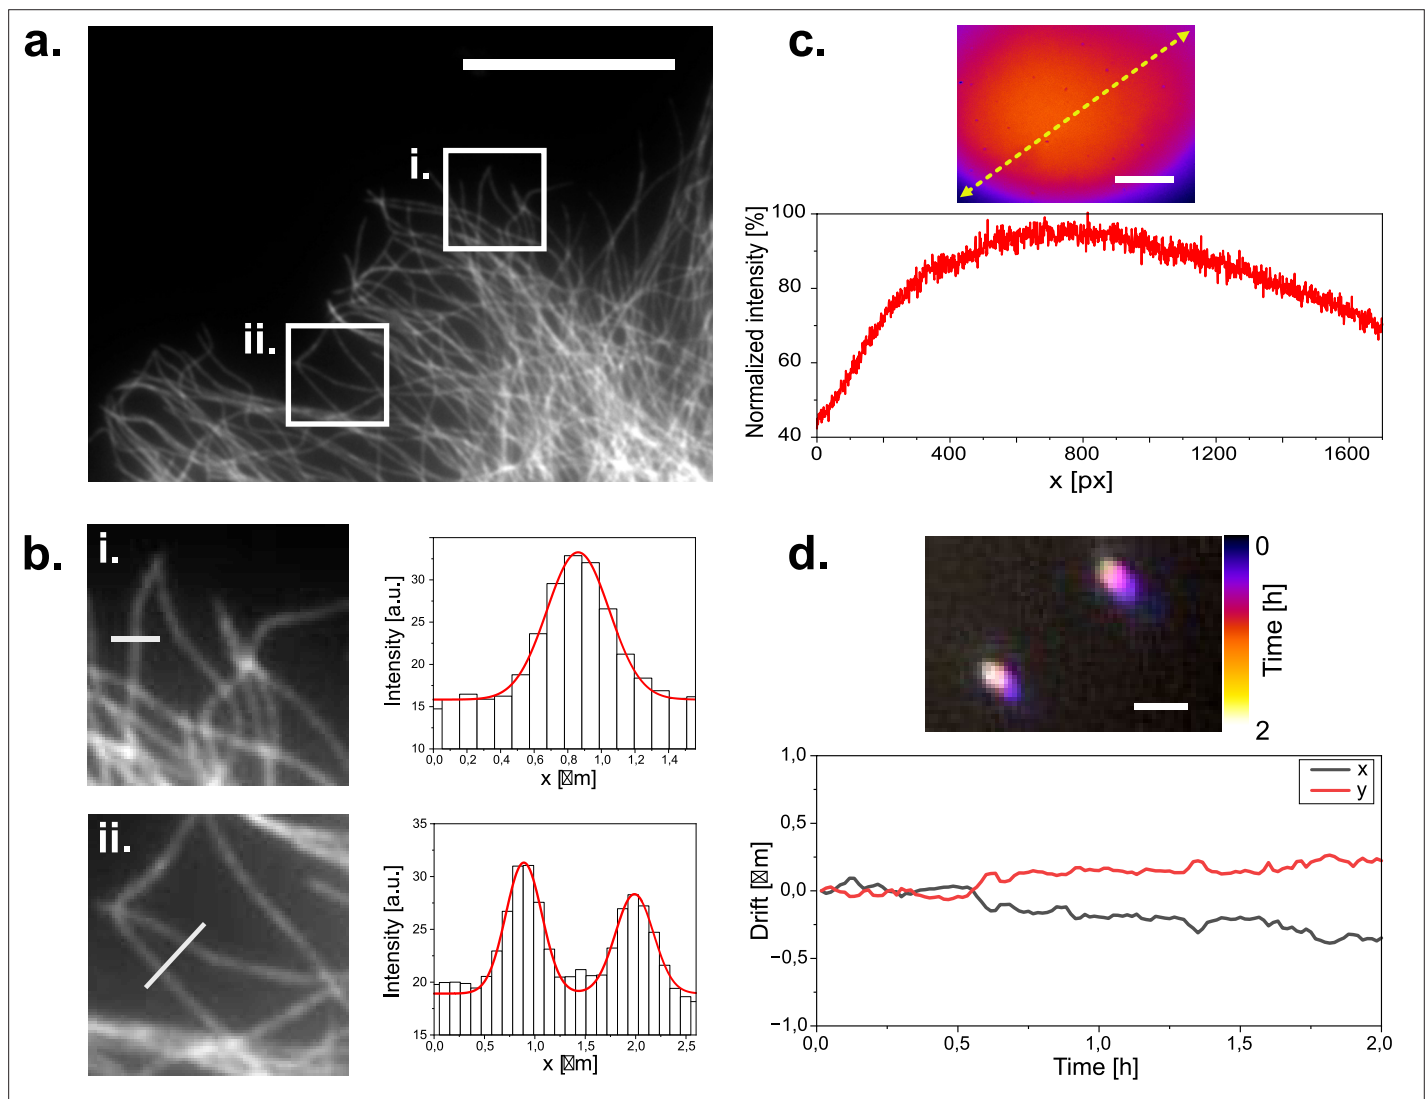 a.
i.
ii.
b.
i.
Intensity [a.u.]
30
25
20
15
10
0,0 0,2 0,4 0,6 0,8 1,0 1,2 1,4
x [�m]
ii.
Intensity [a.u.]
35
30
25
20
15
0,0 0,5 1,0 1,5 2,0 2,5
x [�m]
c.
Normalized intensity [%]
100
80
60
40
0 400 800 1200 1600
x [px]
d.
0
Time [h]
2
Drift [�m]
1,0
0,5
0,0
−0,5
−1,0
x
y
0,0 0,5 1,0 1,5 2,0
Time [h]